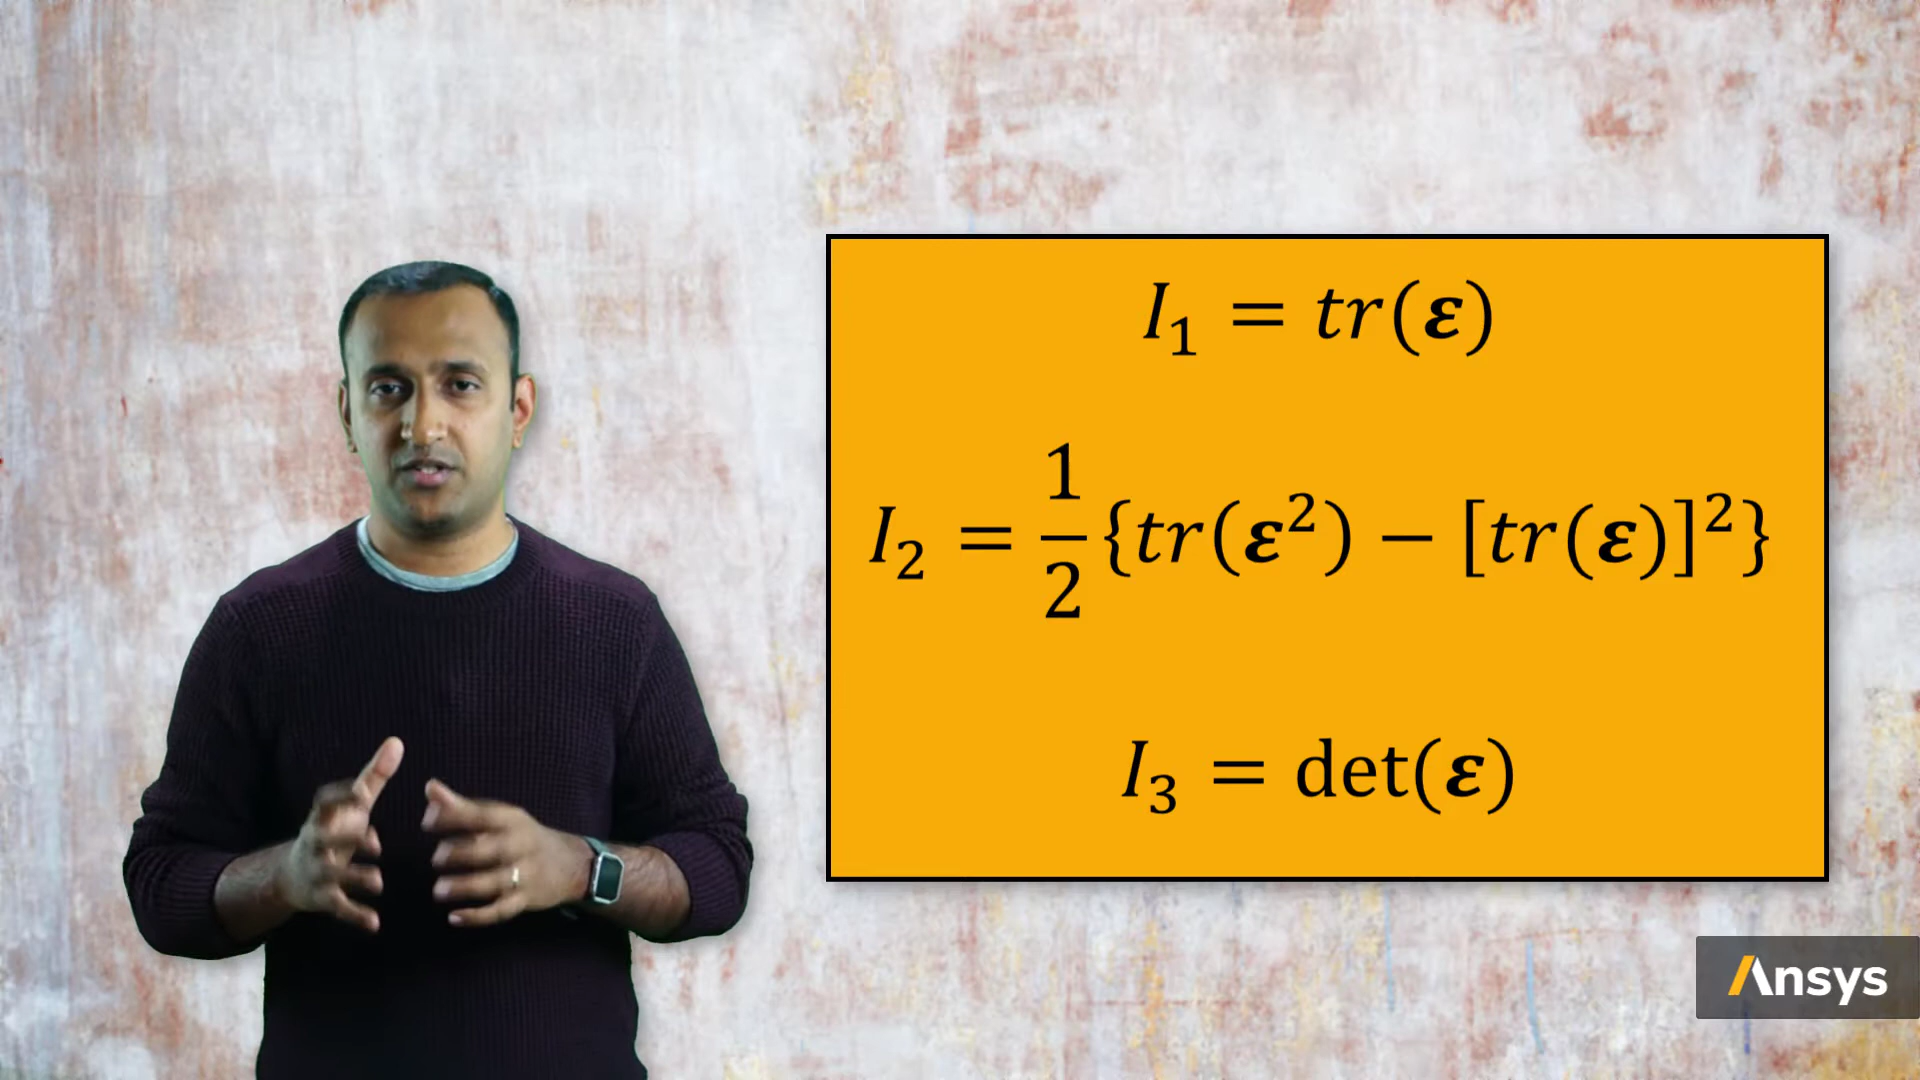 I₁ = tr(𝜺)
I₂ = 1/2 {tr(𝜺²) − [tr(𝜺)]²}
I₃ = det(𝜺)
Ansys